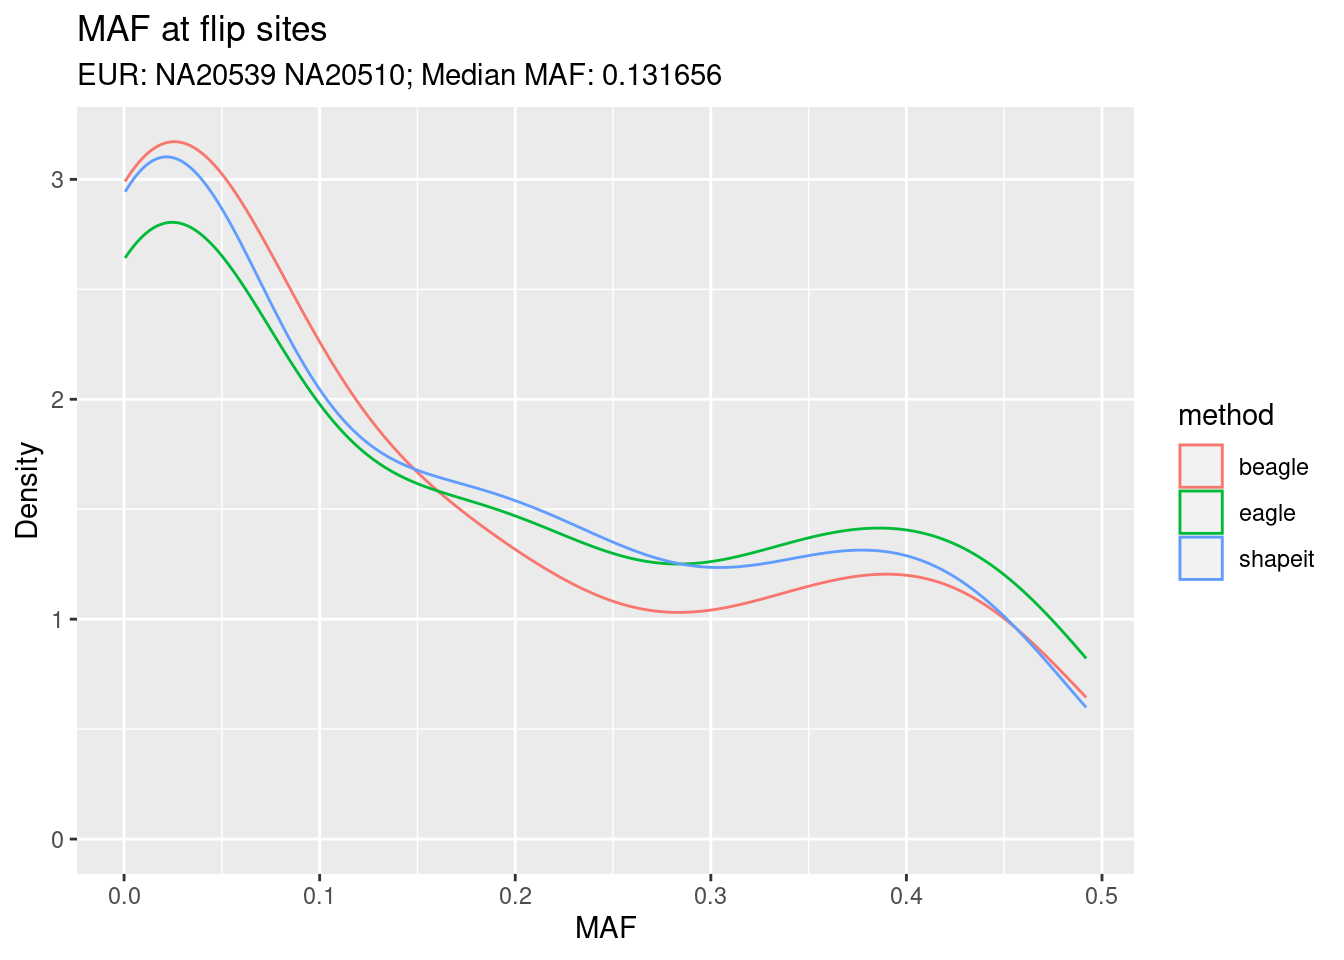 MAF at flip sites
EUR: NA20539 NA20510; Median MAF: 0.131656
Density
3
2
1
0
0.0 0.1 0.2 0.3 0.4 0.5
MAF
method
beagle
eagle
shapeit